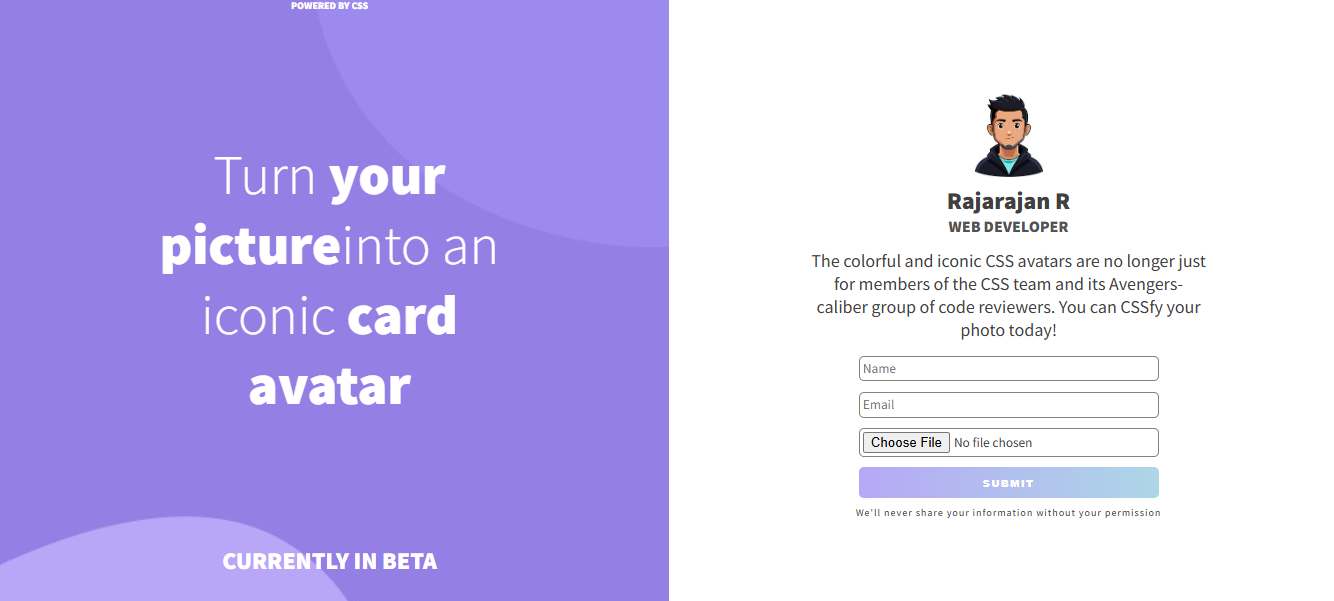 POWERED BY CSS
Turn your
pictureinto an
iconic card
avatar
CURRENTLY IN BETA
Rajarajan R
WEB DEVELOPER
The colorful and iconic CSS avatars are no longer just
for members of the CSS team and its Avengers-
caliber group of code reviewers. You can CSSfy your
photo today!
Name
Email
Choose File No file chosen
SUBMIT
We'll never share your information without your permission